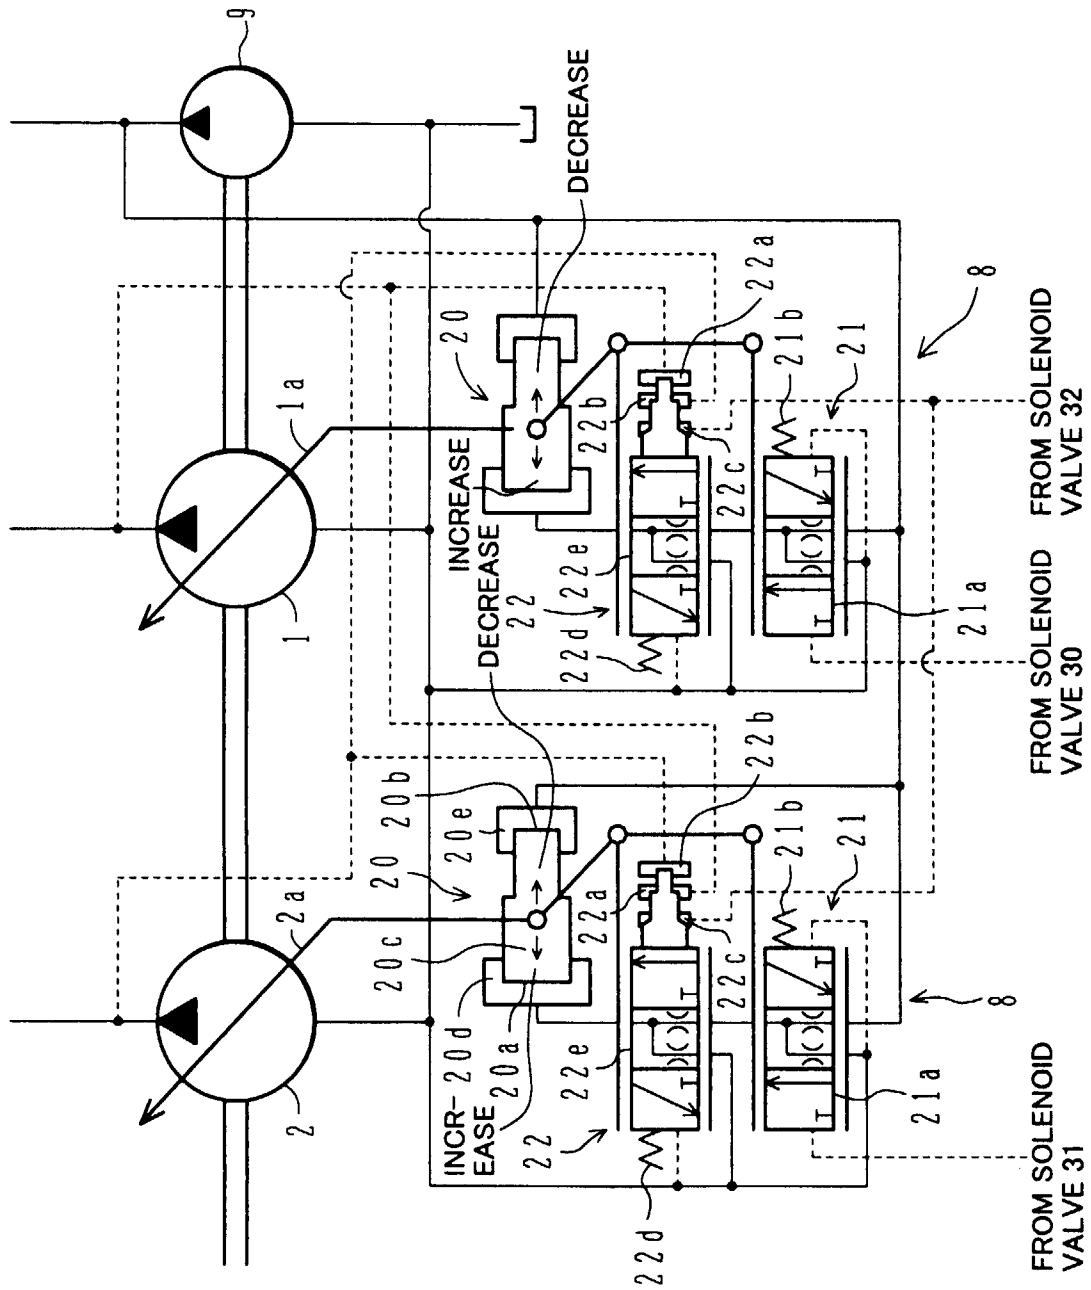 9
DECREASE
1a
20
22a
21b
21
8
FROM SOLENOID
VALVE 32
22b
22c
INCREASE
DECREASE
1
22
22e
22d
21a
FROM SOLENOID
VALVE 30
20b
20e
20
22b
21b
21
2a
20c
22a
22c
8
2
20d
20a
INCR-
EASE
22e
22
21a
22d
FROM SOLENOID
VALVE 31